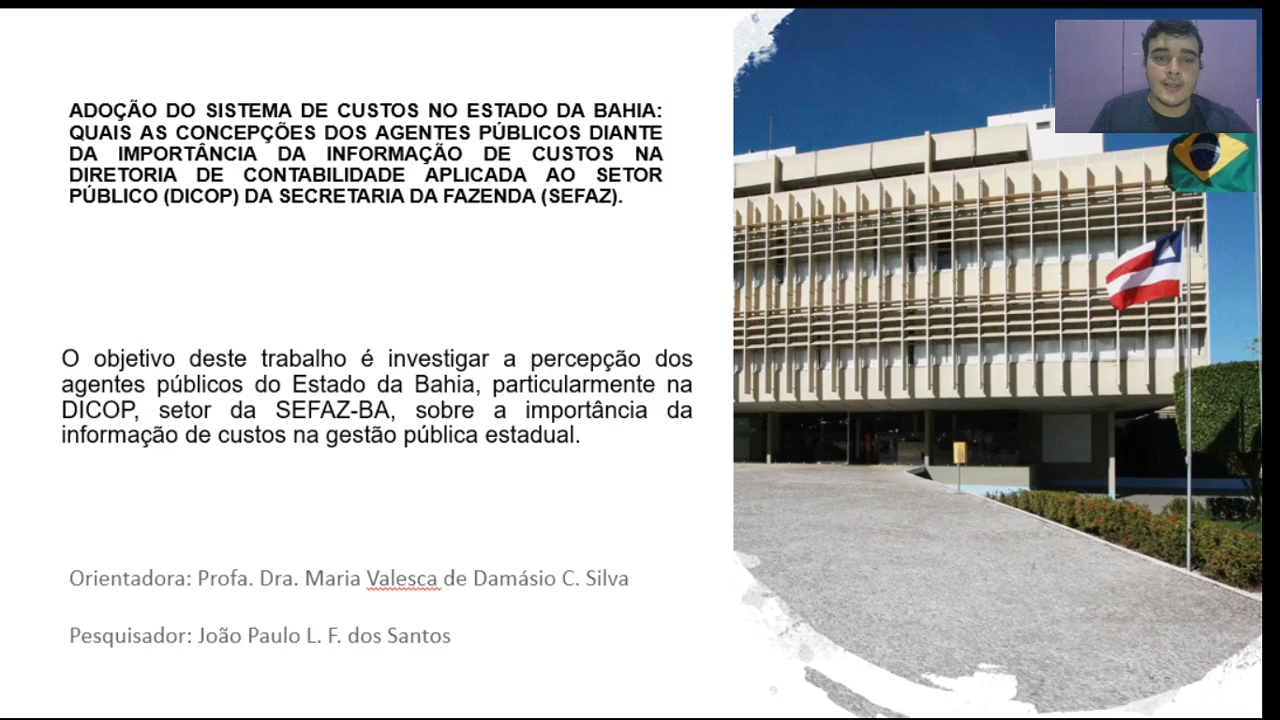 ADOÇÃO DO SISTEMA DE CUSTOS NO ESTADO DA BAHIA:
QUAIS AS CONCEPÇÕES DOS AGENTES PÚBLICOS DIANTE
DA IMPORTÂNCIA DA INFORMAÇÃO DE CUSTOS NA
DIRETORIA DE CONTABILIDADE APLICADA AO SETOR
PÚBLICO (DICOP) DA SECRETARIA DA FAZENDA (SEFAZ).
O objetivo deste trabalho é investigar a percepção dos
agentes públicos do Estado da Bahia, particularmente na
DICOP, setor da SEFAZ-BA, sobre a importância da
informação de custos na gestão pública estadual.
Orientadora: Profa. Dra. Maria Valesca de Damásio C. Silva
Pesquisador: João Paulo L. F. dos Santos